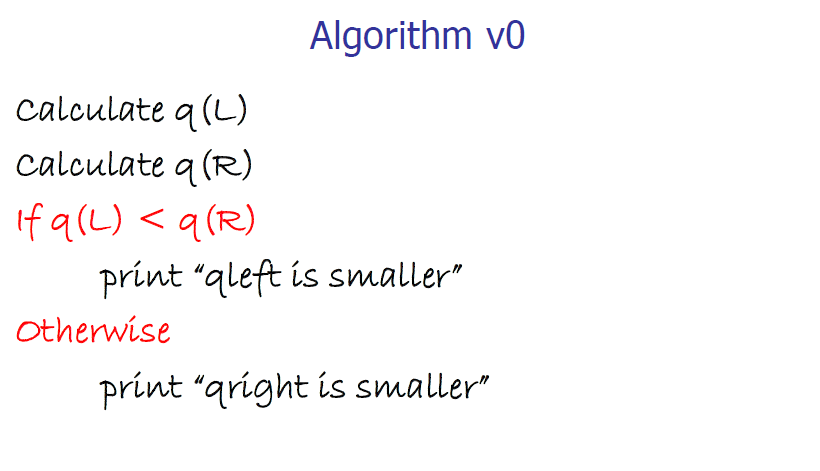 Algorithm v0
Calculate q(L)
Calculate q(R)
If q(L) < q(R)
print “qleft is smaller”
Otherwise
print “qright is smaller”